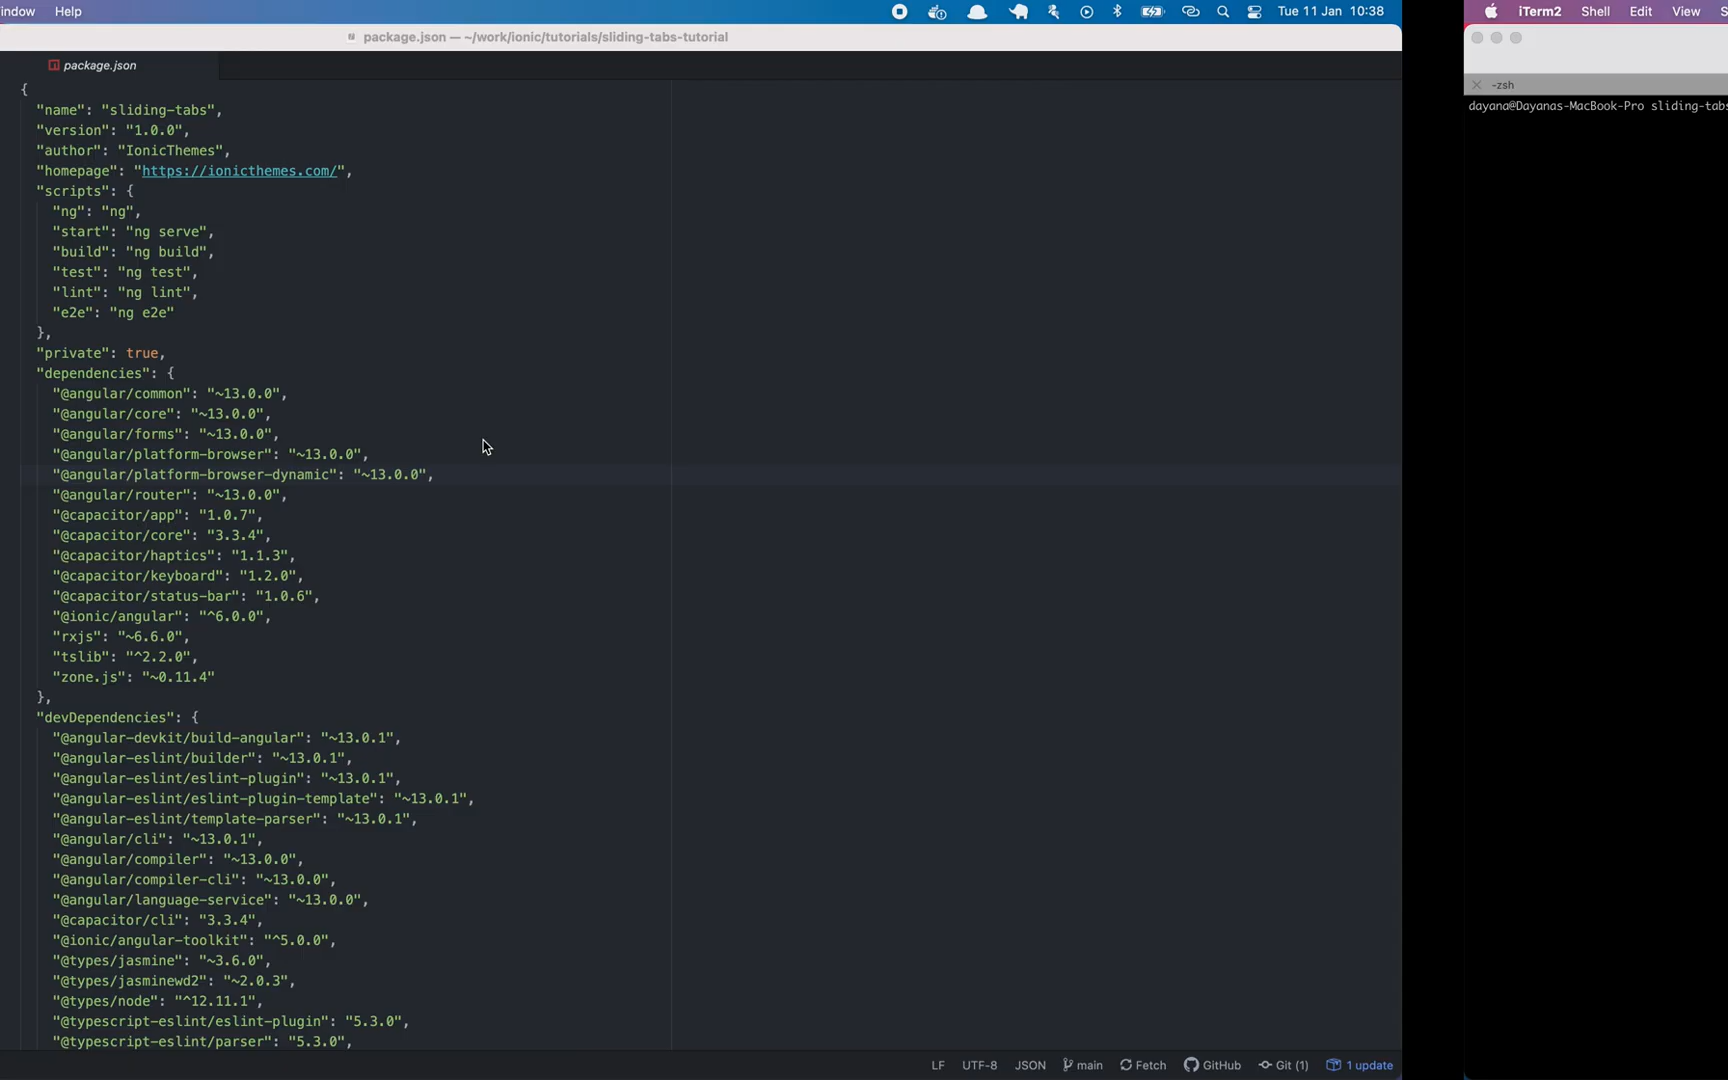 indow Help Tue 11 Jan 10:38
package.json — ~/work/ionic/tutorials/sliding-tabs-tutorial
package.json
{
"name": "sliding-tabs",
"version": "1.0.0",
"author": "IonicThemes",
"homepage": "https://ionicthemes.com/",
"scripts": {
"ng": "ng",
"start": "ng serve",
"build": "ng build",
"test": "ng test",
"lint": "ng lint",
"e2e": "ng e2e"
},
"private": true,
"dependencies": {
"@angular/common": "~13.0.0",
"@angular/core": "~13.0.0",
"@angular/forms": "~13.0.0",
"@angular/platform-browser": "~13.0.0",
"@angular/platform-browser-dynamic": "~13.0.0",
"@angular/router": "~13.0.0",
"@capacitor/app": "1.0.7",
"@capacitor/core": "3.3.4",
"@capacitor/haptics": "1.1.3",
"@capacitor/keyboard": "1.2.0",
"@capacitor/status-bar": "1.0.6",
"@ionic/angular": "^6.0.0",
"rxjs": "~6.6.0",
"tslib": "^2.2.0",
"zone.js": "~0.11.4"
},
"devDependencies": {
"@angular-devkit/build-angular": "~13.0.1",
"@angular-eslint/builder": "~13.0.1",
"@angular-eslint/eslint-plugin": "~13.0.1",
"@angular-eslint/eslint-plugin-template": "~13.0.1",
"@angular-eslint/template-parser": "~13.0.1",
"@angular/cli": "~13.0.1",
"@angular/compiler": "~13.0.0",
"@angular/compiler-cli": "~13.0.0",
"@angular/language-service": "~13.0.0",
"@capacitor/cli": "3.3.4",
"@ionic/angular-toolkit": "^5.0.0",
"@types/jasmine": "~3.6.0",
"@types/jasminewd2": "~2.0.3",
"@types/node": "^12.11.1",
"@typescript-eslint/eslint-plugin": "5.3.0",
"@typescript-eslint/parser": "5.3.0",
LF UTF-8 JSON main Fetch GitHub Git (1) 1 update
iTerm2 Shell Edit View S
-zsh
dayana@Dayanas-MacBook-Pro sliding-tabs